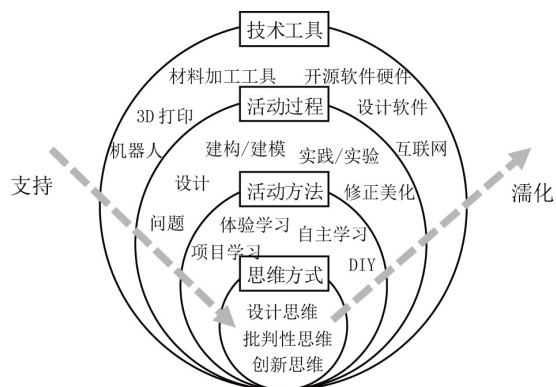 技术工具
材料加工工具 开源软件硬件
3D 打印 活动过程 设计软件
机器人 建构/建模 实践/实验 互联网
支持 设计 活动方法 修正美化 濡化
问题 体验学习 自主学习
项目学习 DIY
思维方式
设计思维
批判性思维
创新思维